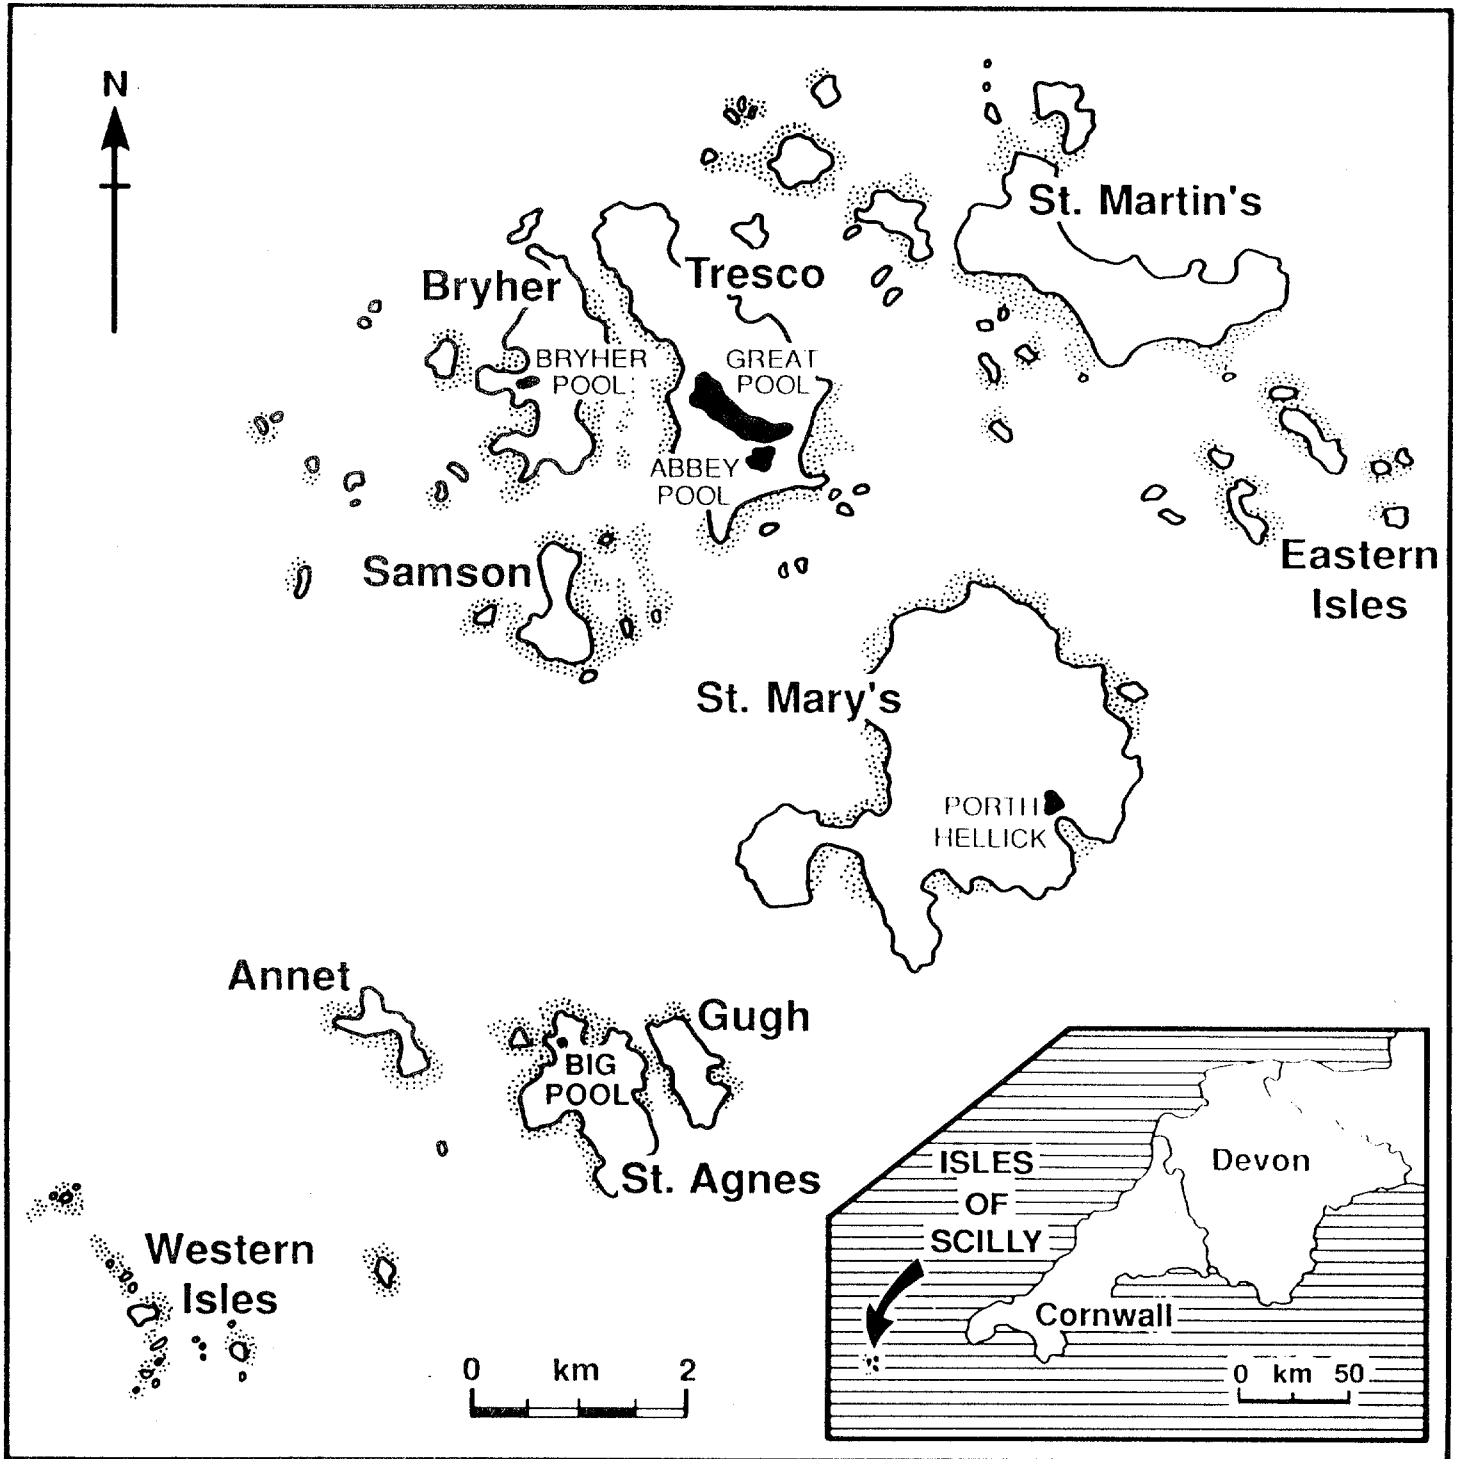 N
St. Martin's
Bryher
Tresco
BRYHER
POOL
GREAT
POOL
ABBEY
POOL
Samson
Eastern
Isles
St. Mary's
PORTH
HELLICK
Annet
Gugh
BIG
POOL
St. Agnes
Western
Isles
0 km 2
ISLES
OF
SCILLY
Devon
Cornwall
0 km 50